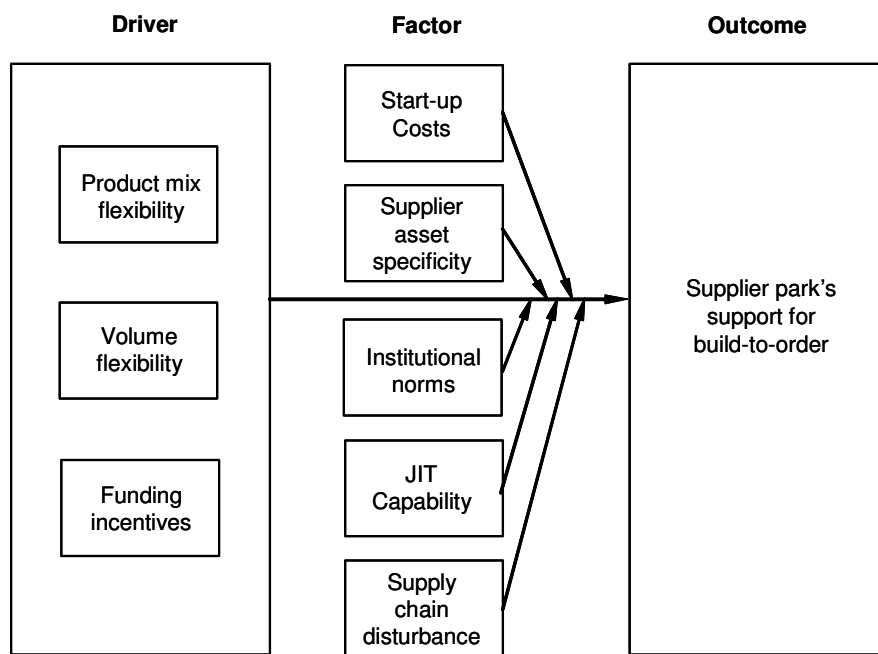 Driver
Factor
Outcome
Product mix
flexibility
Volume
flexibility
Funding
incentives
Start-up
Costs
Supplier
asset
specificity
Institutional
norms
JIT
Capability
Supply
chain
disturbance
Supplier park's
support for
build-to-order